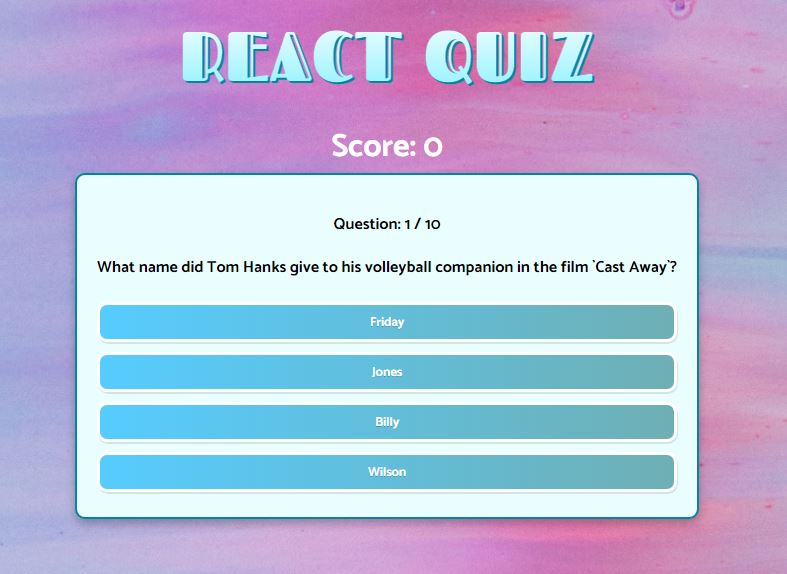 REACT QUIZ
Score: 0
Question: 1 / 10
What name did Tom Hanks give to his volleyball companion in the film `Cast Away`?
Friday
Jones
Billy
Wilson